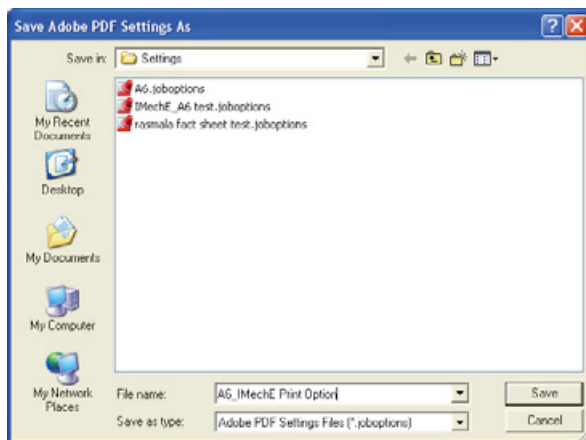 Save Adobe PDF Settings As
Save in: Settings
A6.joboptions
IMechE_A6 test.joboptions
rasmala fact sheet test.joboptions
My Recent
Documents
Desktop
My Documents
My Computer
My Network
Places
File name: A6_IMechE Print Option
Save
Save as type: Adobe PDF Settings Files (*.joboptions)
Cancel